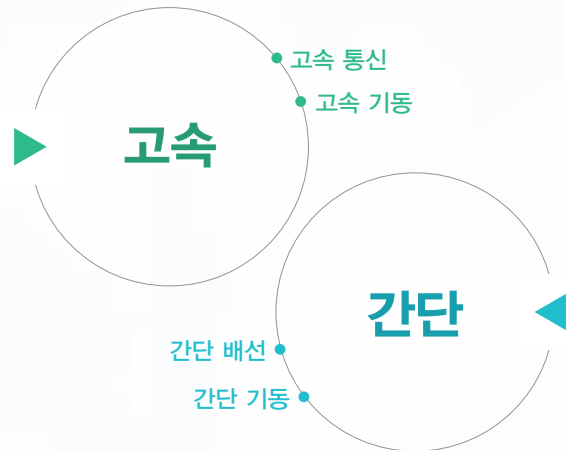 고속 통신
고속 기동
고속
간단
간단 배선
간단 기동